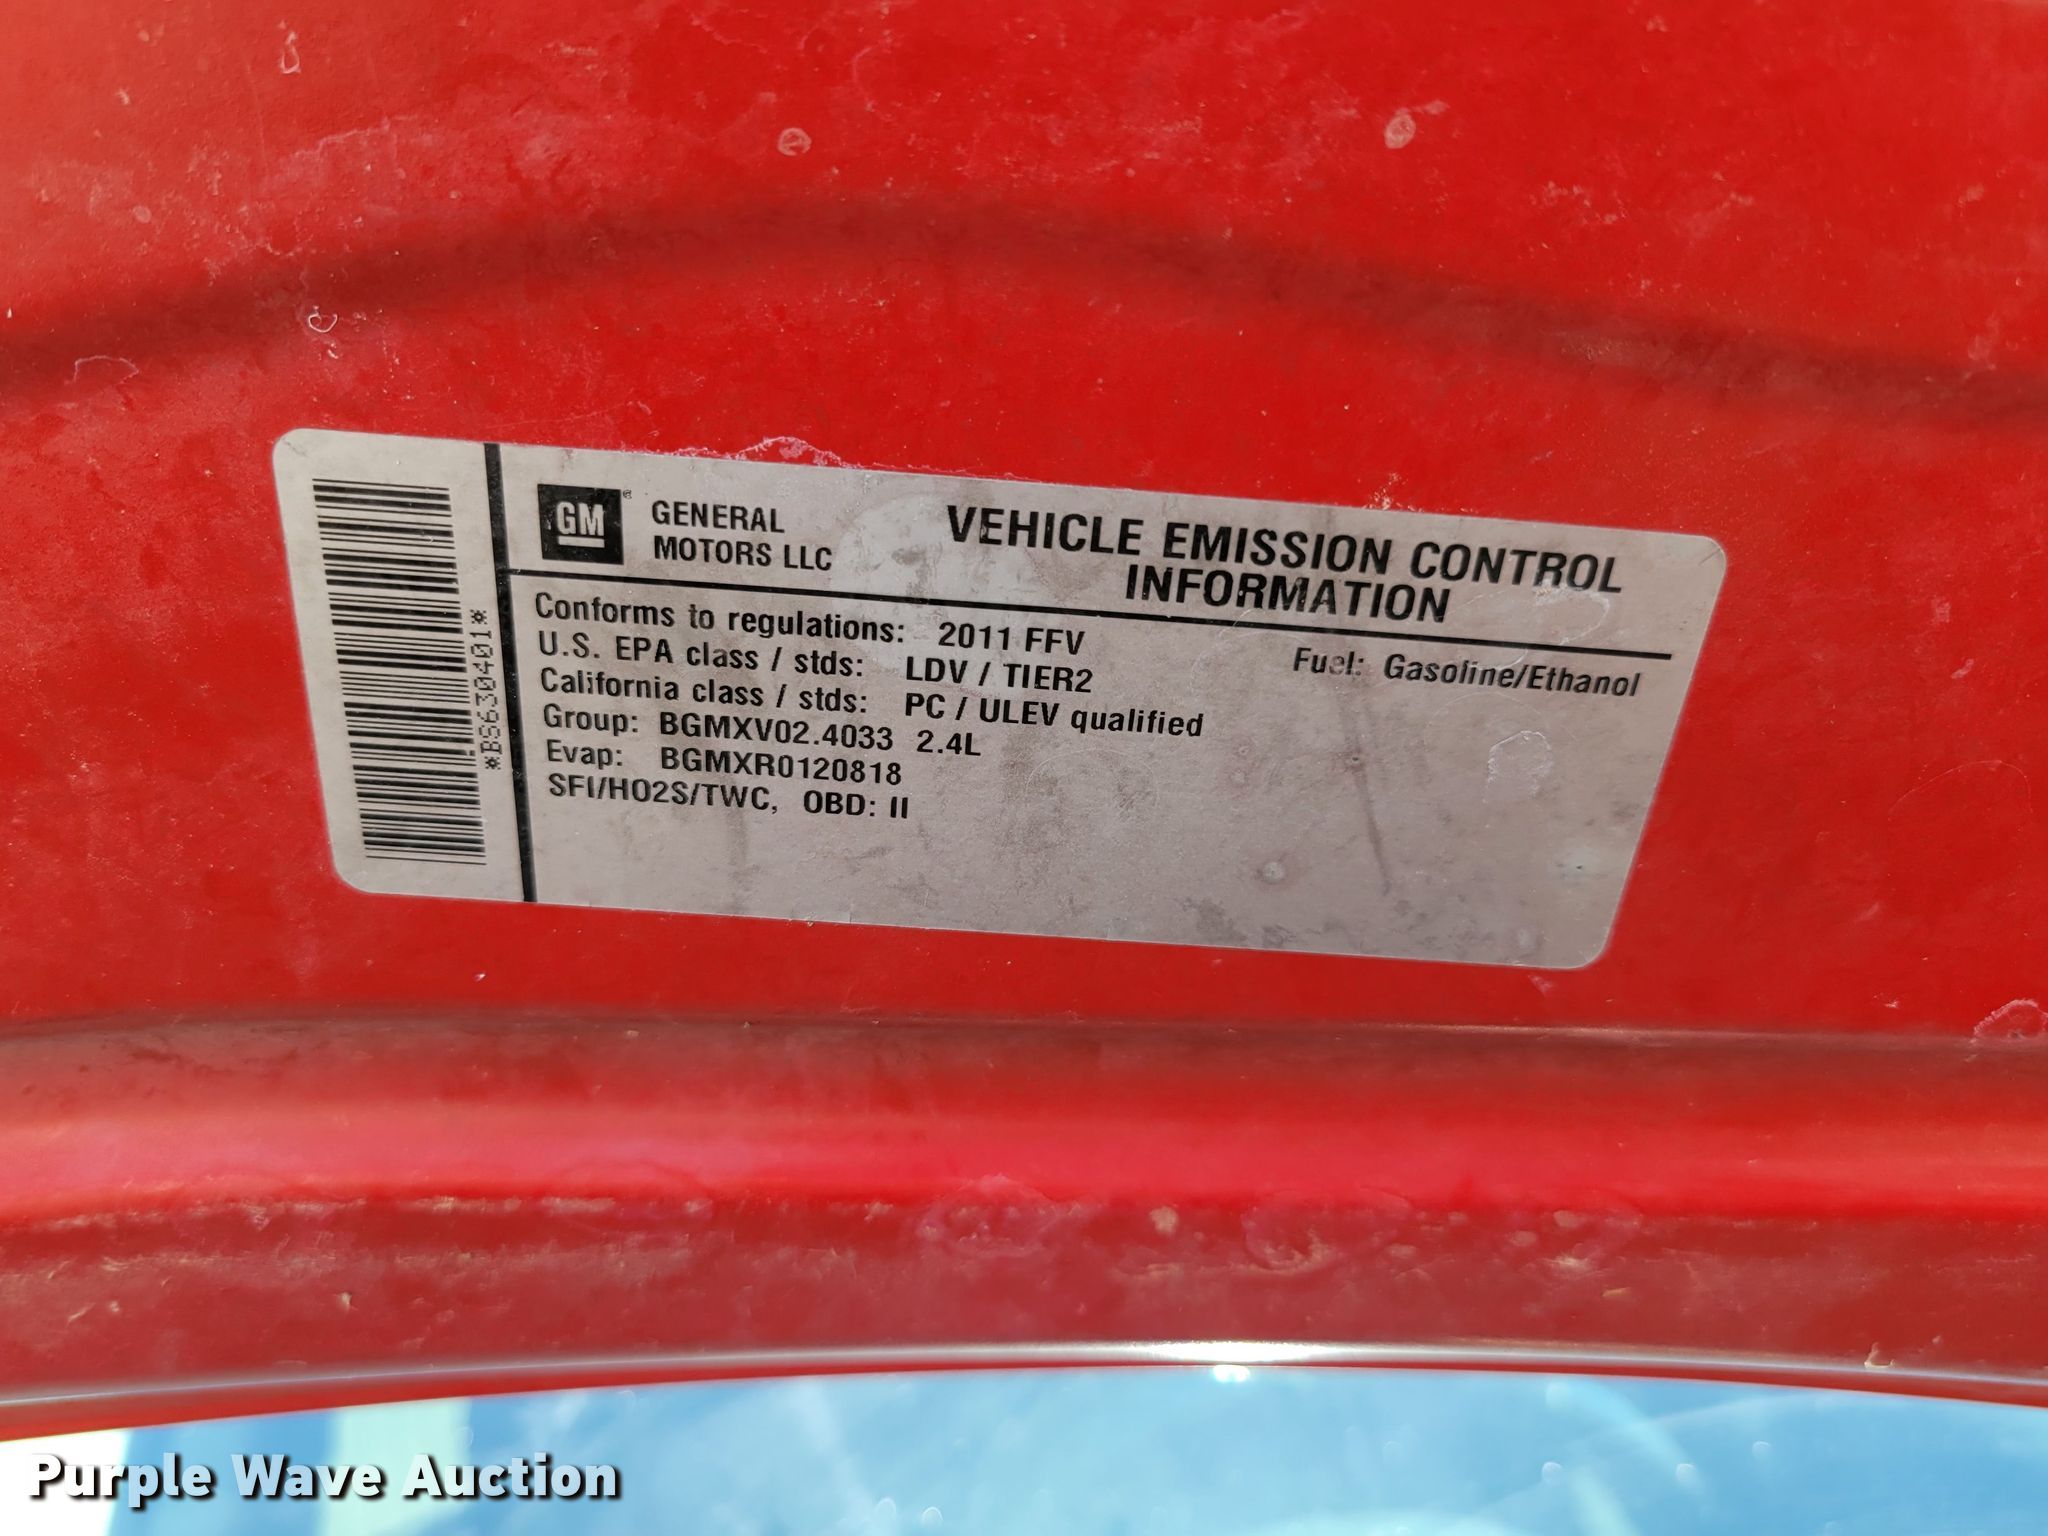 *BS630401*
GM®
GENERAL
MOTORS LLC
VEHICLE EMISSION CONTROL
INFORMATION
Conforms to regulations: 2011 FFV
Fuel: Gasoline/Ethanol
U.S. EPA class / stds: LDV / TIER2
California class / stds: PC / ULEV qualified
Group: BGMXV02.4033 2.4L
Evap: BGMXR0120818
SFI/HO2S/TWC, OBD: II
Purple Wave Auction